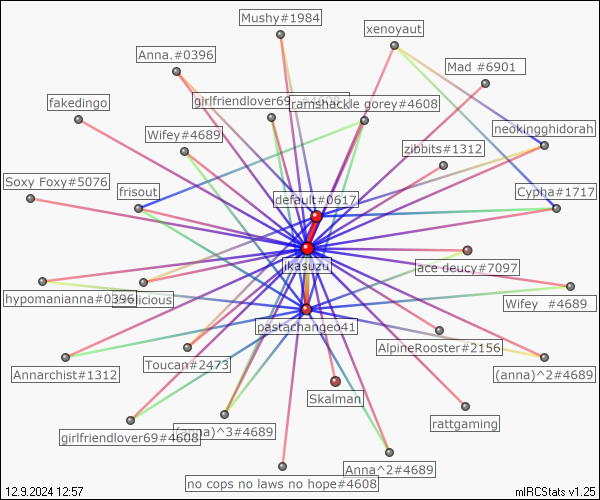 Mushy#1984
xenoyaut
Anna.#0396
Mad #6901
girlfriendlover69
ramshackle gorey#4608
fakedingo
neokingghidorah
Wifey#4689
zibbits#1312
Soxy Foxy#5076
frisout
Cypha#1717
default#0617
jikasuzu
ace deucy#7097
hypomanianna#0396
licious
Wifey #4689
pastachangeo41
AlpineRooster#2156
Annarchist#1312
Toucan#2473
(anna)^2#4689
Skalman
rattgaming
girlfriendlover69#4608
(anna)^3#4689
Anna^2#4689
no cops no laws no hope#4608
12.9.2024 12:57
mIRCStats v1.25